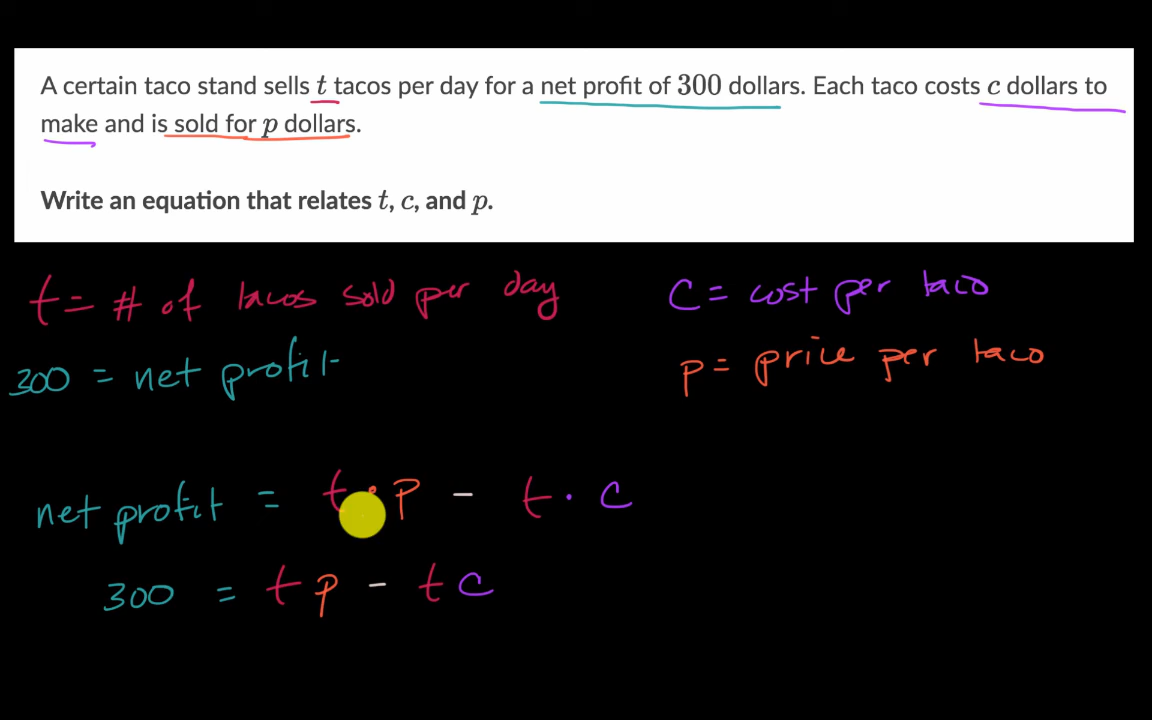 A certain taco stand sells t tacos per day for a net profit of 300 dollars. Each taco costs c dollars to
make and is sold for p dollars.
Write an equation that relates t, c, and p.
t = # of tacos sold per day
c = cost per taco
300 = net profit
p = price per taco
net profit = t · p - t · c
300 = tp - tc